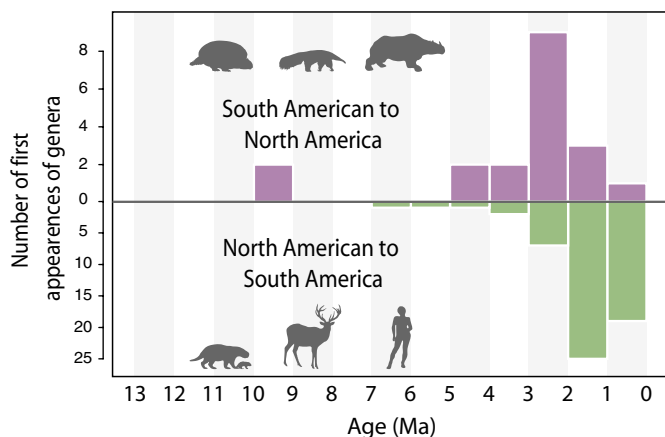 Number of first
appearences of genera
8
6
4
2
0
5
10
15
20
25
South American to
North America
North American to
South America
13 12 11 10 9 8 7 6 5 4 3 2 1 0
Age (Ma)